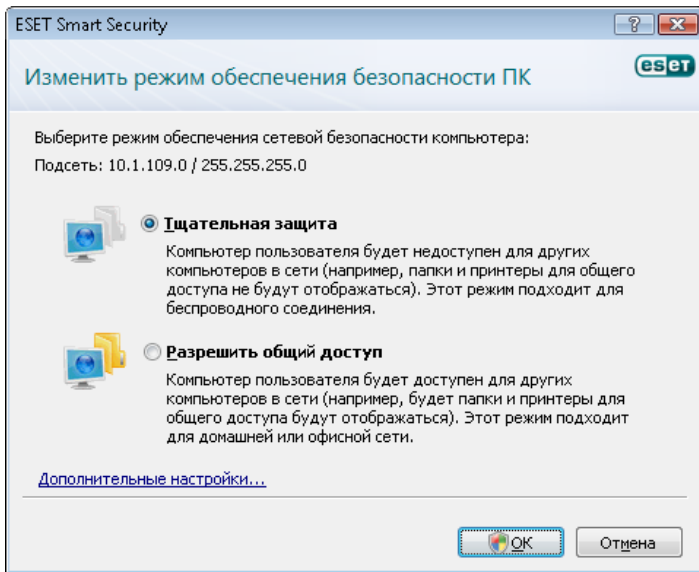 ESET Smart Security
Изменить режим обеспечения безопасности ПК
eseT
Выберите режим обеспечения сетевой безопасности компьютера:
Подсеть: 10.1.109.0 / 255.255.255.0
Тщательная защита
Компьютер пользователя будет недоступен для других
компьютеров в сети (например, папки и принтеры для общего
доступа не будут отображаться). Этот режим подходит для
беспроводного соединения.
Разрешить общий доступ
Компьютер пользователя будет доступен для других
компьютеров в сети (например, будет папки и принтеры для
общего доступа будут отображаться). Этот режим подходит
для домашней или офисной сети.
Дополнительные настройки...
OK
Отмена